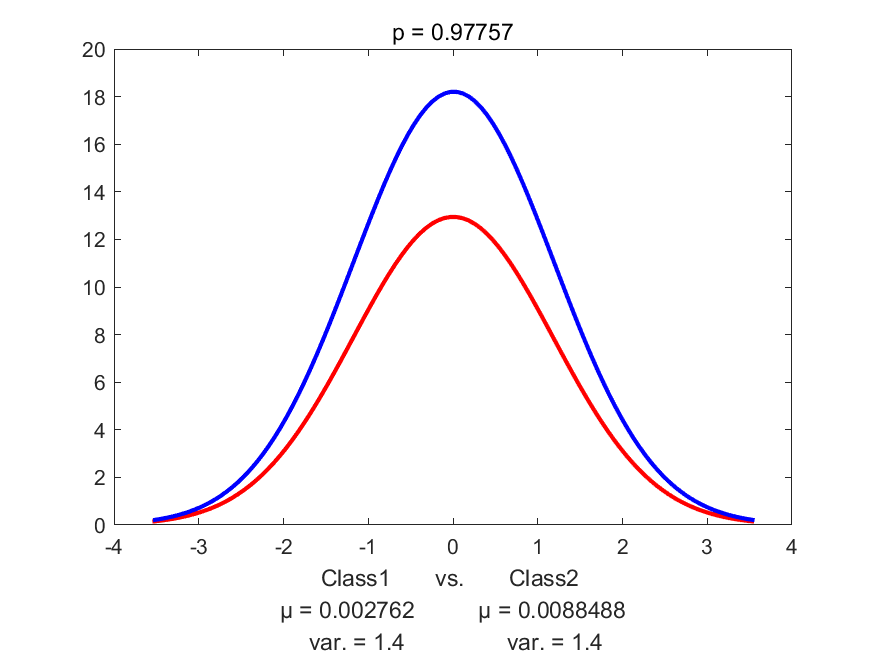 p = 0.97757
20
18
16
14
12
10
8
6
4
2
0
-4 -3 -2 -1 0 1 2 3 4
Class1 vs. Class2
μ = 0.002762 μ = 0.0088488
var. = 1.4 var. = 1.4